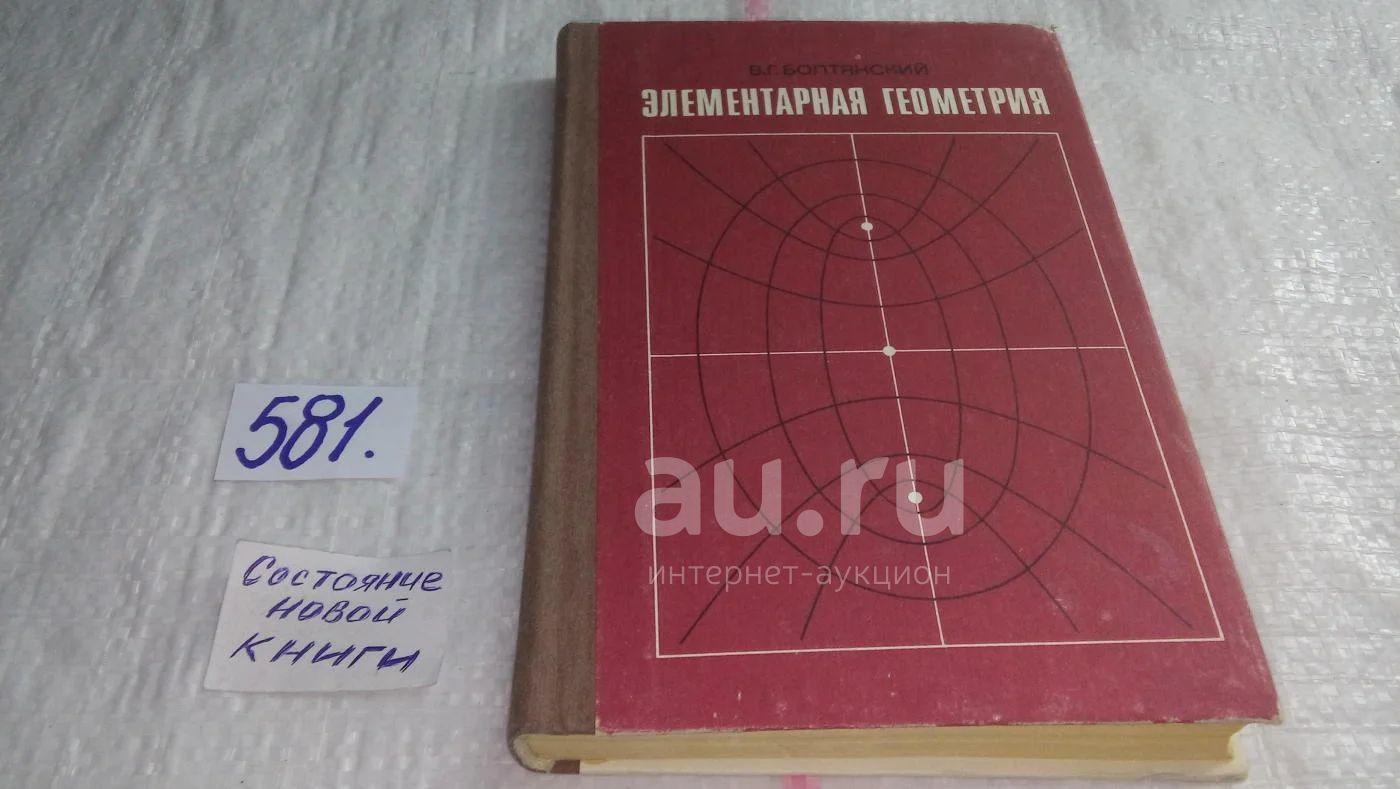 В.Г. БОЛТЯНСКИЙ
ЭЛЕМЕНТАРНАЯ ГЕОМЕТРИЯ
581.
Состояние
новой
книги
au.ru
интернет-аукцион